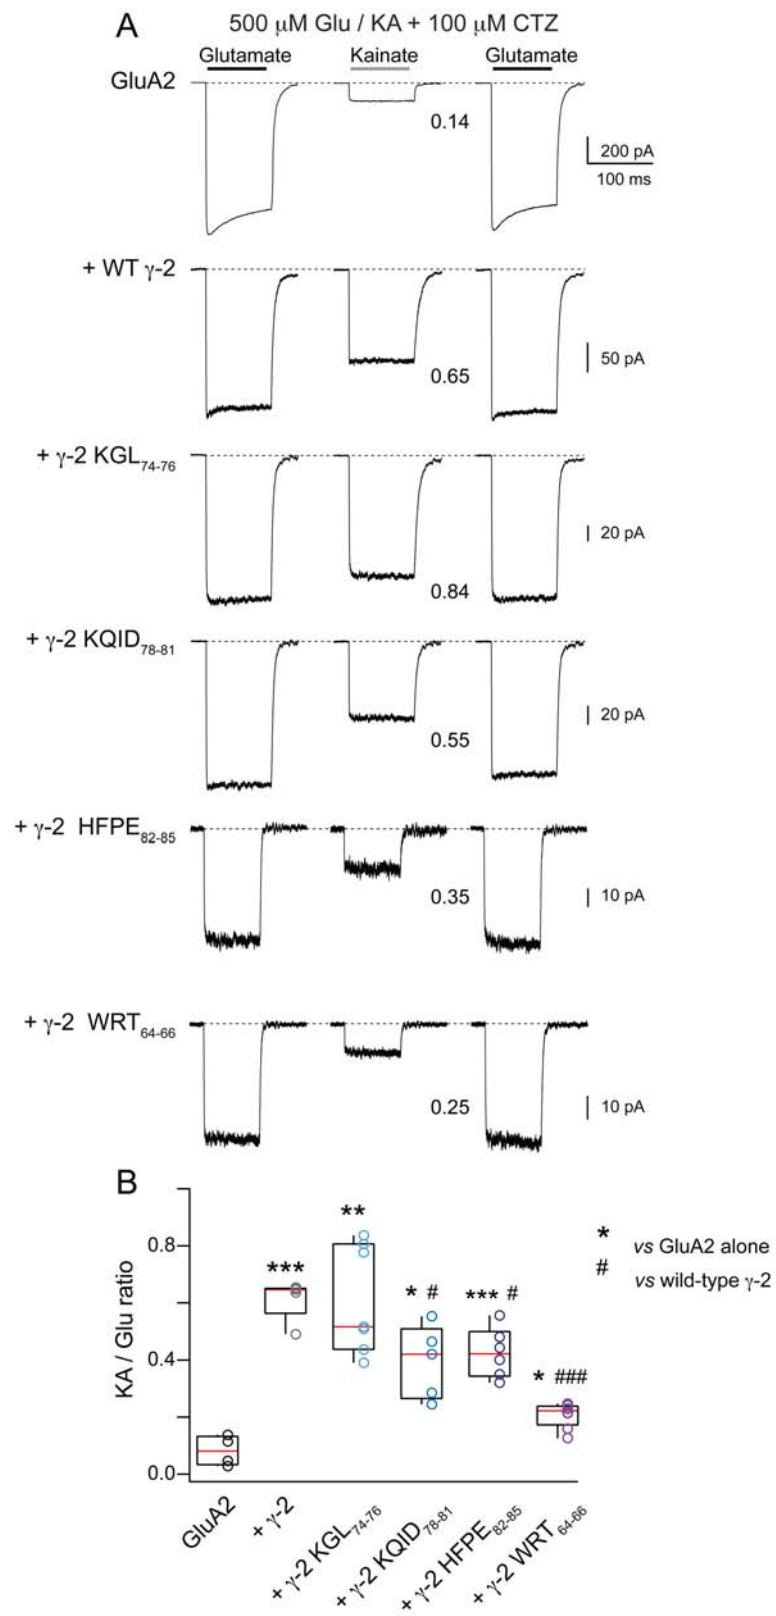 A
500 μM Glu / KA + 100 μM CTZ
Glutamate Kainate Glutamate
GluA2
0.14
200 pA
100 ms
+ WT γ-2
50 pA
0.65
+ γ-2 KGL74-76
20 pA
0.84
+ γ-2 KQID78-81
20 pA
0.55
+ γ-2 HFPE82-85
0.35
10 pA
+ γ-2 WRT64-66
0.25
10 pA
B
KA / Glu ratio
0.8
0.4
0.0
***
**
* #
*** #
* ###
* vs GluA2 alone
# vs wild-type γ-2
GluA2
+ γ-2
+ γ-2 KGL74-76
+ γ-2 KQID78-81
+ γ-2 HFPE82-85
+ γ-2 WRT64-66